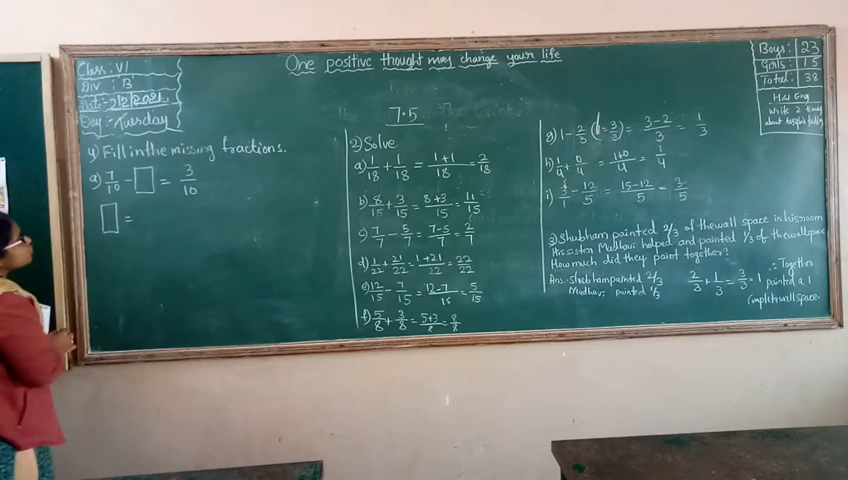 One positive thought may change your life
Class: VI
Div: B
Date:- 2/2/2021.
Day:- Tuesday
4) Fill in the missing fractions.
a) 7/10 - □ = 3/10
□ =
7.5
2) Solve
a) 1/18 + 1/18 = 1+1/18 = 2/18
b) 8/15 + 3/15 = 8+3/15 = 11/15
c) 7/7 - 5/7 = 7-5/7 = 2/7
d) 1/22 + 21/22 = 1+21/22 = 22/22
e) 12/15 - 7/15 = 12-7/15 = 5/15
f) 5/8 + 3/8 = 5+3/8 = 8/8
g) 1 - 2/3 (1 = 3/3) = 3-2/3 = 1/3
h) 1/4 + 0/4 = 1+0/4 = 1/4
i) 3/1 - 12/5 = 15-12/5 = 3/5
3) Shubham painted 2/3 of the wall space in his room
His sister Madhavi helped and painted 1/3 of the wall space
How much did they paint together?
Ans:- Shubham painted 2/3
Madhavi painted 1/3
2/3 + 1/3 = 3/3 = 1
∴ Together
painted a 1
complete wall space.
Boys: 23
Girls: 15
Total: 38
H.W Eng
Write 2
about